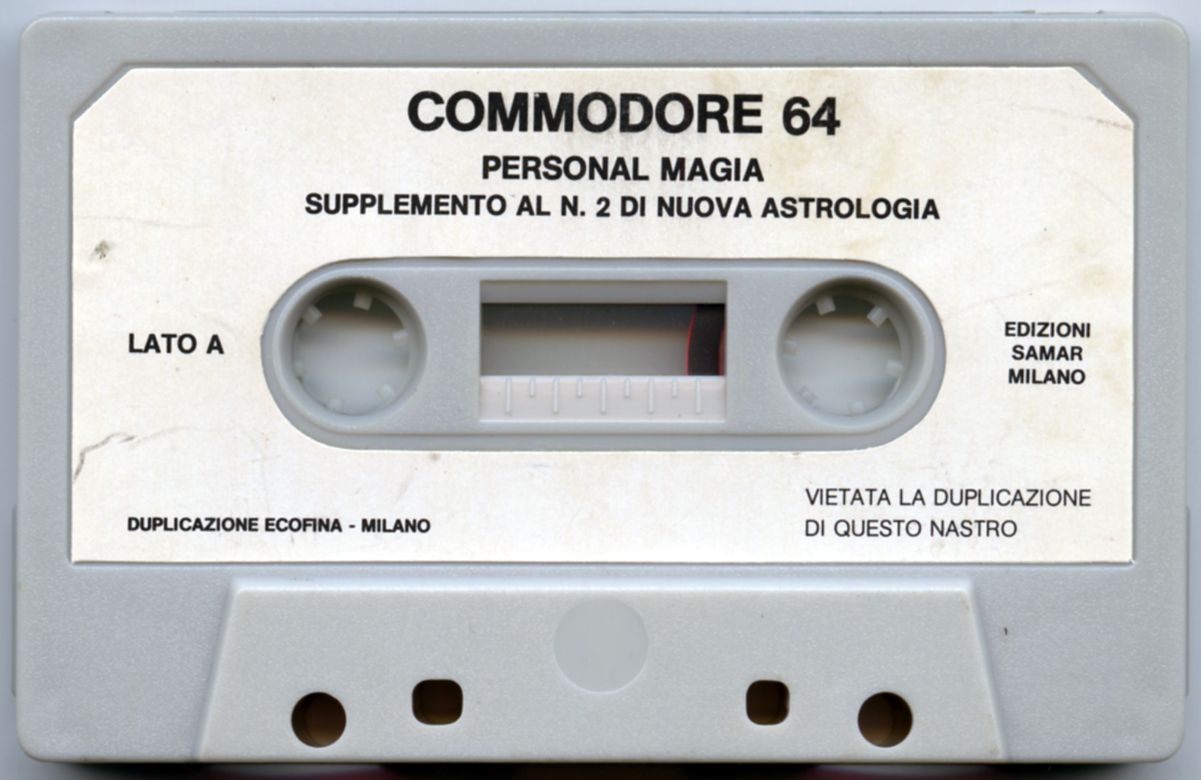 COMMODORE 64
PERSONAL MAGIA
SUPPLEMENTO AL N. 2 DI NUOVA ASTROLOGIA
LATO A
EDIZIONI
SAMAR
MILANO
DUPLICAZIONE ECOFINA - MILANO
VIETATA LA DUPLICAZIONE
DI QUESTO NASTRO